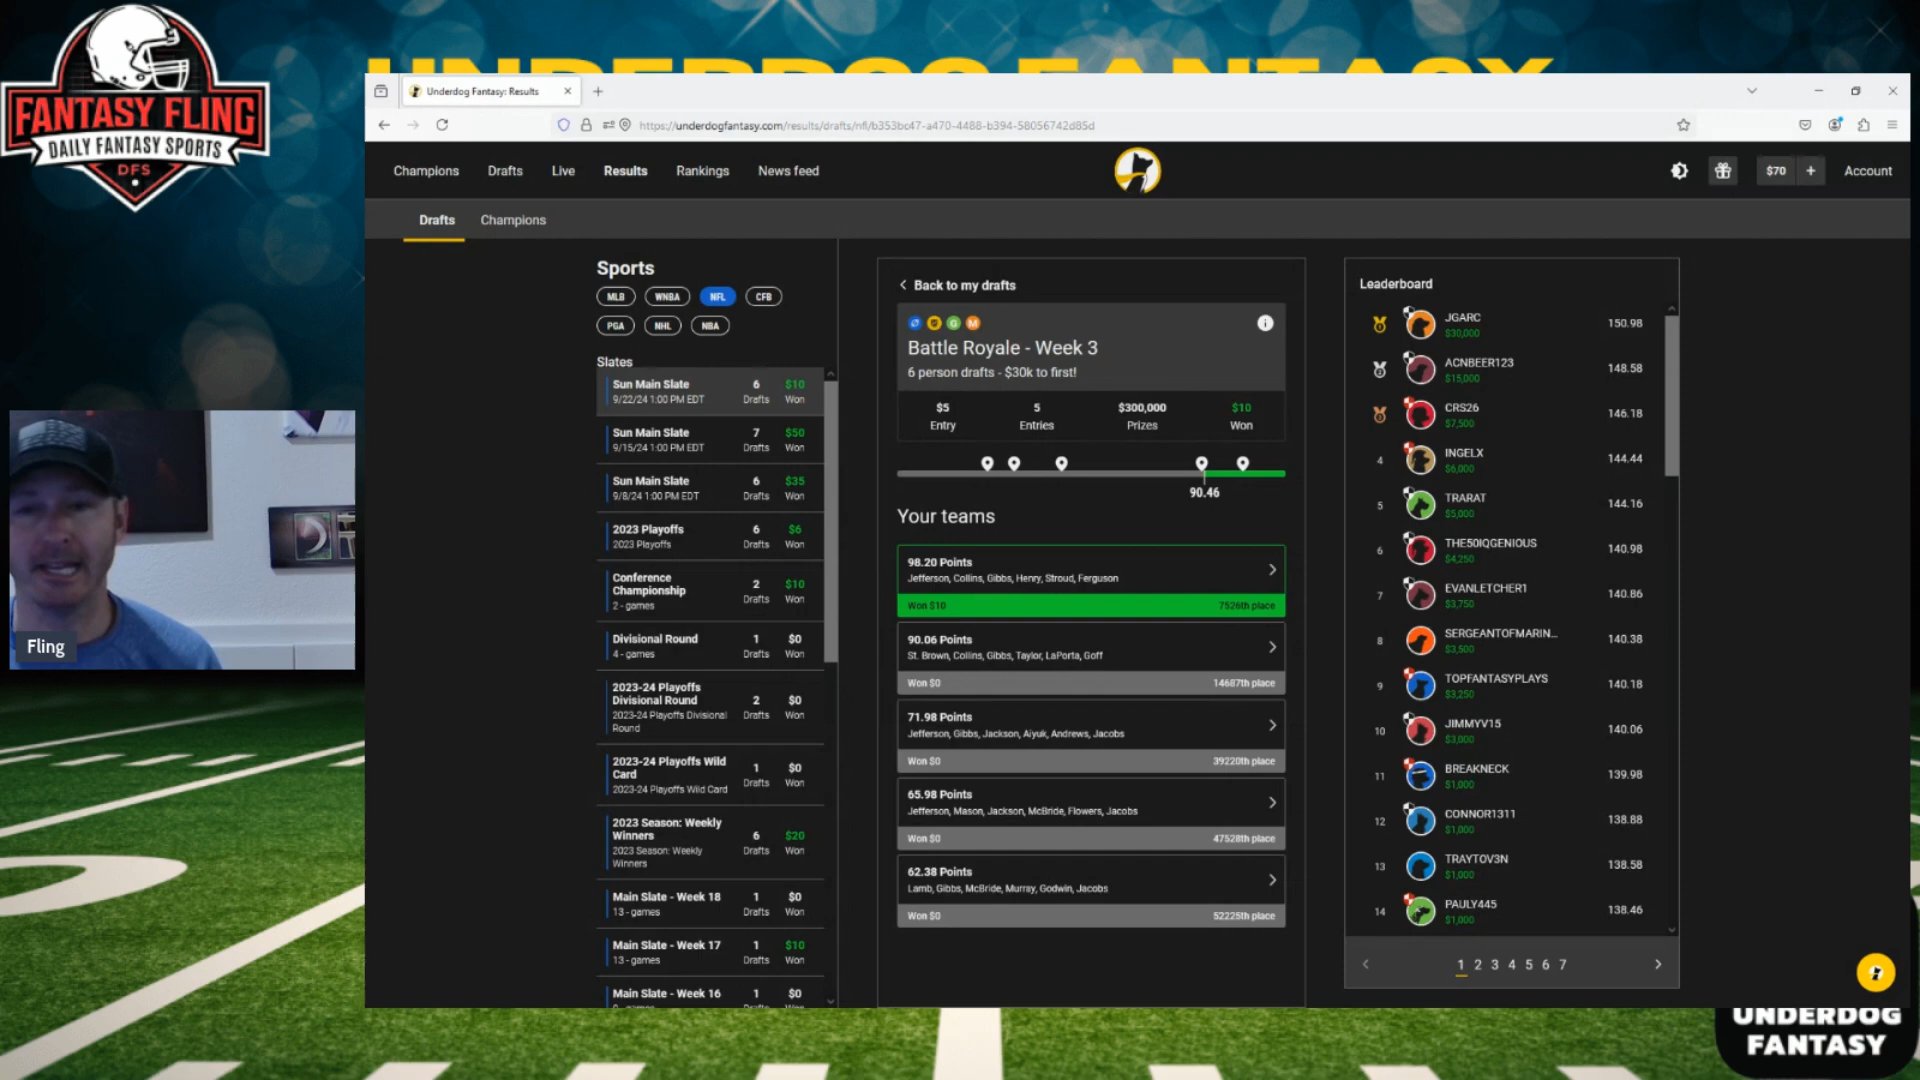 UNDERDOG FANTASY
FANTASY FLING
DAILY FANTASY SPORTS
DFS
Fling
Underdog Fantasy: Results
https://underdogfantasy.com/results/drafts/nfl/b353bc47-a470-4488-b394-58056742d85d
Champions Drafts Live Results Rankings News feed
$70 + Account
Drafts Champions
Sports
MLB WNBA NFL CFB
PGA NHL NBA
Slates
Sun Main Slate 6 $10
9/22/24 1:00 PM EDT Drafts Won
Sun Main Slate 7 $50
9/15/24 1:00 PM EDT Drafts Won
Sun Main Slate 6 $35
9/8/24 1:00 PM EDT Drafts Won
2023 Playoffs 6 $6
2023 Playoffs Drafts Won
Conference
Championship 2 $10
2 - games Drafts Won
Divisional Round 1 $0
4 - games Drafts Won
2023-24 Playoffs
Divisional Round 2 $0
2023-24 Playoffs Divisional Drafts Won
Round
2023-24 Playoffs Wild
Card 1 $0
2023-24 Playoffs Wild Card Drafts Won
2023 Season: Weekly
Winners 6 $20
2023 Season: Weekly Drafts Won
Winners
Main Slate - Week 18 1 $0
13 - games Drafts Won
Main Slate - Week 17 1 $10
13 - games Drafts Won
Main Slate - Week 16 1 $0
Back to my drafts
G M
Battle Royale - Week 3
6 person drafts - $30k to first!
$5 5 $300,000 $10
Entry Entries Prizes Won
90.46
Your teams
98.20 Points
Jefferson, Collins, Gibbs, Henry, Stroud, Ferguson
Won $10 7526th place
90.06 Points
St. Brown, Collins, Gibbs, Taylor, LaPorta, Goff
Won $0 14687th place
71.98 Points
Jefferson, Gibbs, Jackson, Aiyuk, Andrews, Jacobs
Won $0 39220th place
65.98 Points
Jefferson, Mason, Jackson, McBride, Flowers, Jacobs
Won $0 47528th place
62.38 Points
Lamb, Gibbs, McBride, Murray, Godwin, Jacobs
Won $0 52225th place
Leaderboard
JGARC 150.98
$30,000
ACNBEER123 148.58
$15,000
CRS26 146.18
$7,500
4 INGELX 144.44
$6,000
5 TRARAT 144.16
$5,000
6 THE50IQGENIOUS 140.98
$4,250
7 EVANLETCHER1 140.86
$3,750
8 SERGEANTOFMARIN... 140.38
$3,500
9 TOPFANTASYPLAYS 140.18
$3,250
10 JIMMYV15 140.06
$3,000
11 BREAKNECK 139.98
$1,000
12 CONNOR1311 138.88
$1,000
13 TRAYTOV3N 138.58
$1,000
14 PAULY445 138.46
$1,000
1 2 3 4 5 6 7
UNDERDOG
FANTASY